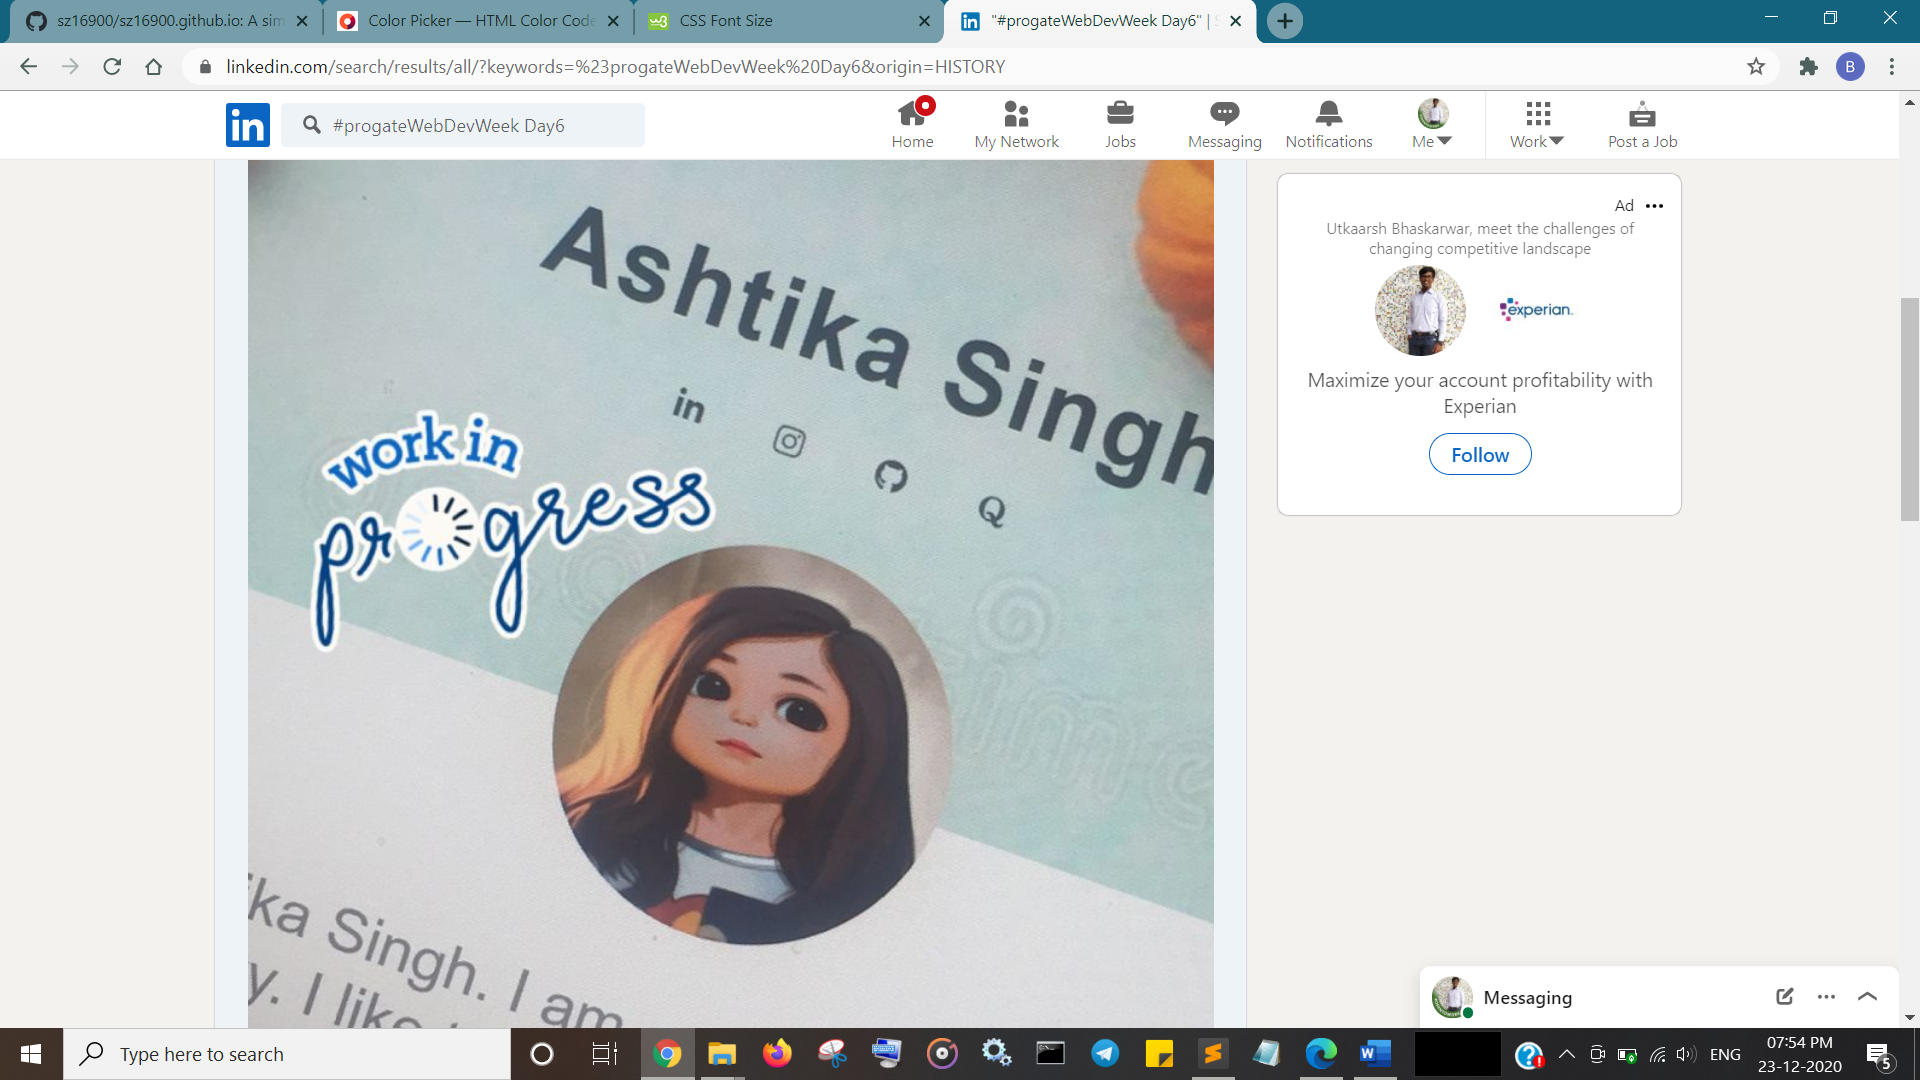 sz16900/sz16900.github.io: A sim
Color Picker — HTML Color Code
CSS Font Size
"#progateWebDevWeek Day6" | S
linkedin.com/search/results/all/?keywords=%23progateWebDevWeek%20Day6&origin=HISTORY
B
in
#progateWebDevWeek Day6
Home
My Network
Jobs
Messaging
Notifications
Me
Work
Post a Job
Ashtika Singh
in
Q
work in
progress
ka Singh. I am
y. I like
Ad
Utkaarsh Bhaskarwar, meet the challenges of
changing competitive landscape
experian.
Maximize your account profitability with
Experian
Follow
Messaging
Type here to search
ENG
07:54 PM
23-12-2020
5